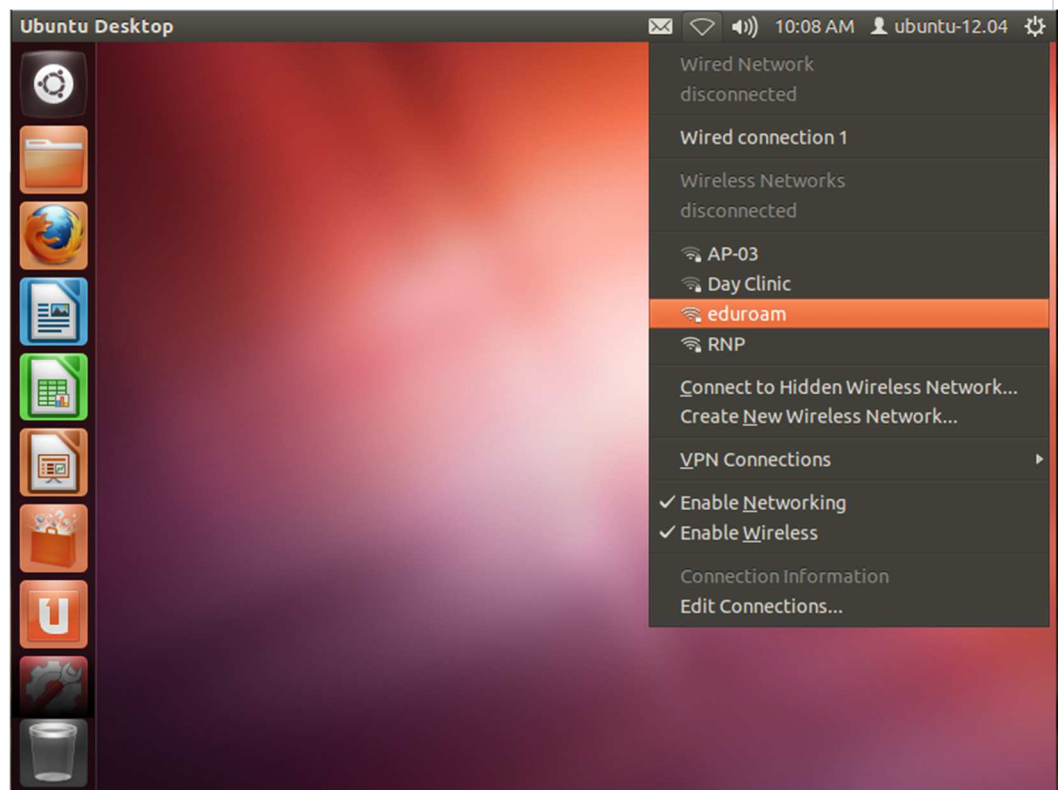 Ubuntu Desktop 10:08 AM ubuntu-12.04
Wired Network
disconnected
Wired connection 1
Wireless Networks
disconnected
AP-03
Day Clinic
eduroam
RNP
Connect to Hidden Wireless Network...
Create New Wireless Network...
VPN Connections
Enable Networking
Enable Wireless
Connection Information
Edit Connections...